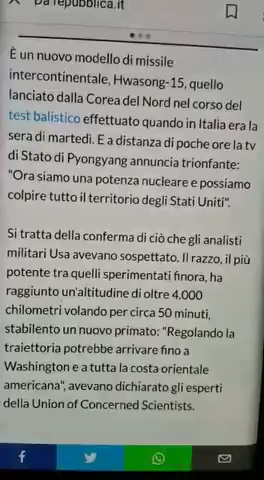 Da repubblica.it
È un nuovo modello di missile
intercontinentale, Hwasong-15, quello
lanciato dalla Corea del Nord nel corso del
test balistico effettuato quando in Italia era la
sera di martedì. E a distanza di poche ore la tv
di Stato di Pyongyang annuncia trionfante:
"Ora siamo una potenza nucleare e possiamo
colpire tutto il territorio degli Stati Uniti".
Si tratta della conferma di ciò che gli analisti
militari Usa avevano sospettato. Il razzo, il più
potente tra quelli sperimentati finora, ha
raggiunto un'altitudine di oltre 4.000
chilometri volando per circa 50 minuti,
stabilento un nuovo primato: "Regolando la
traiettoria potrebbe arrivare fino a
Washington e a tutta la costa orientale
americana", avevano dichiarato gli esperti
della Union of Concerned Scientists.